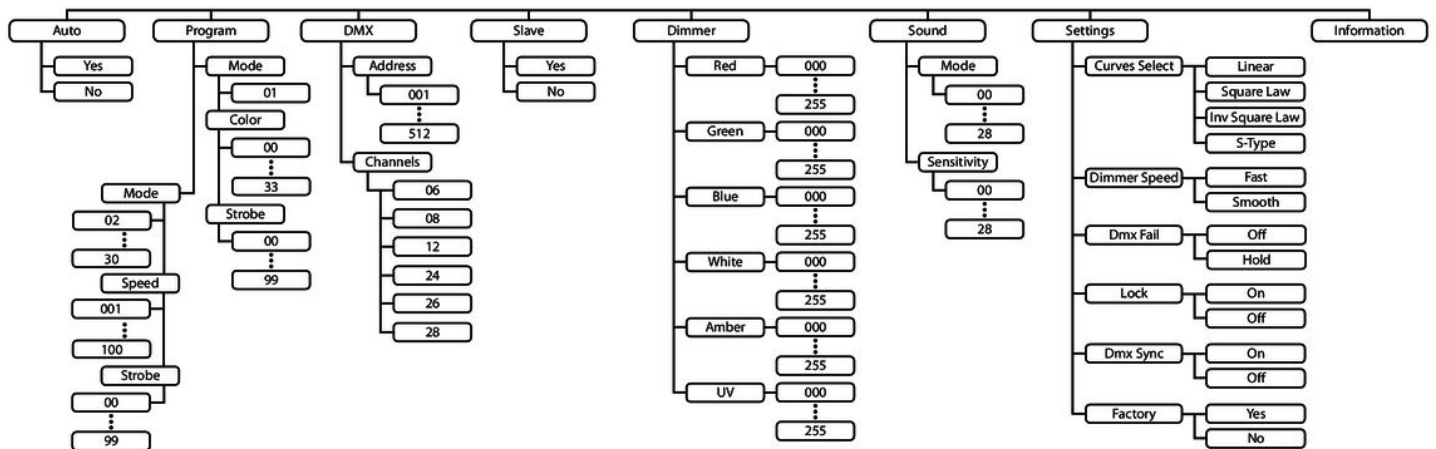 Auto
Yes
No
Program
Mode
01
Color
00
33
Strobe
00
99
Mode
02
30
Speed
001
100
Strobe
00
99
DMX
Address
001
512
Channels
06
08
12
24
26
28
Slave
Yes
No
Dimmer
Red
000
255
Green
000
255
Blue
000
255
White
000
255
Amber
000
255
UV
000
255
Sound
Mode
00
28
Sensitivity
00
28
Settings
Curves Select
Linear
Square Law
Inv Square Law
S-Type
Dimmer Speed
Fast
Smooth
Dmx Fail
Off
Hold
Lock
On
Off
Dmx Sync
On
Off
Factory
Yes
No
Information